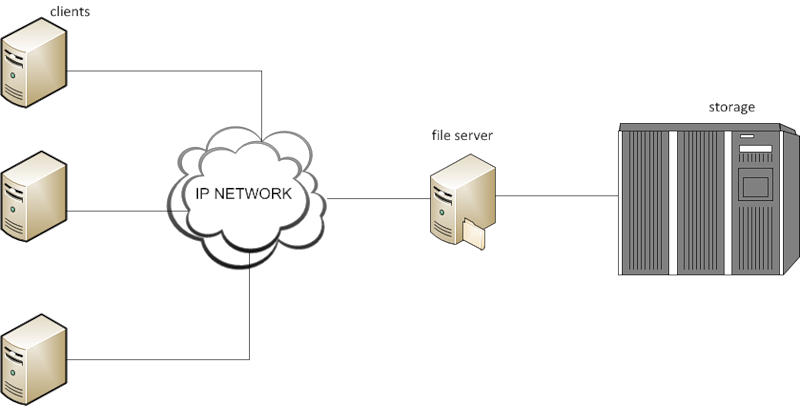 clients
storage
file server
IP NETWORK